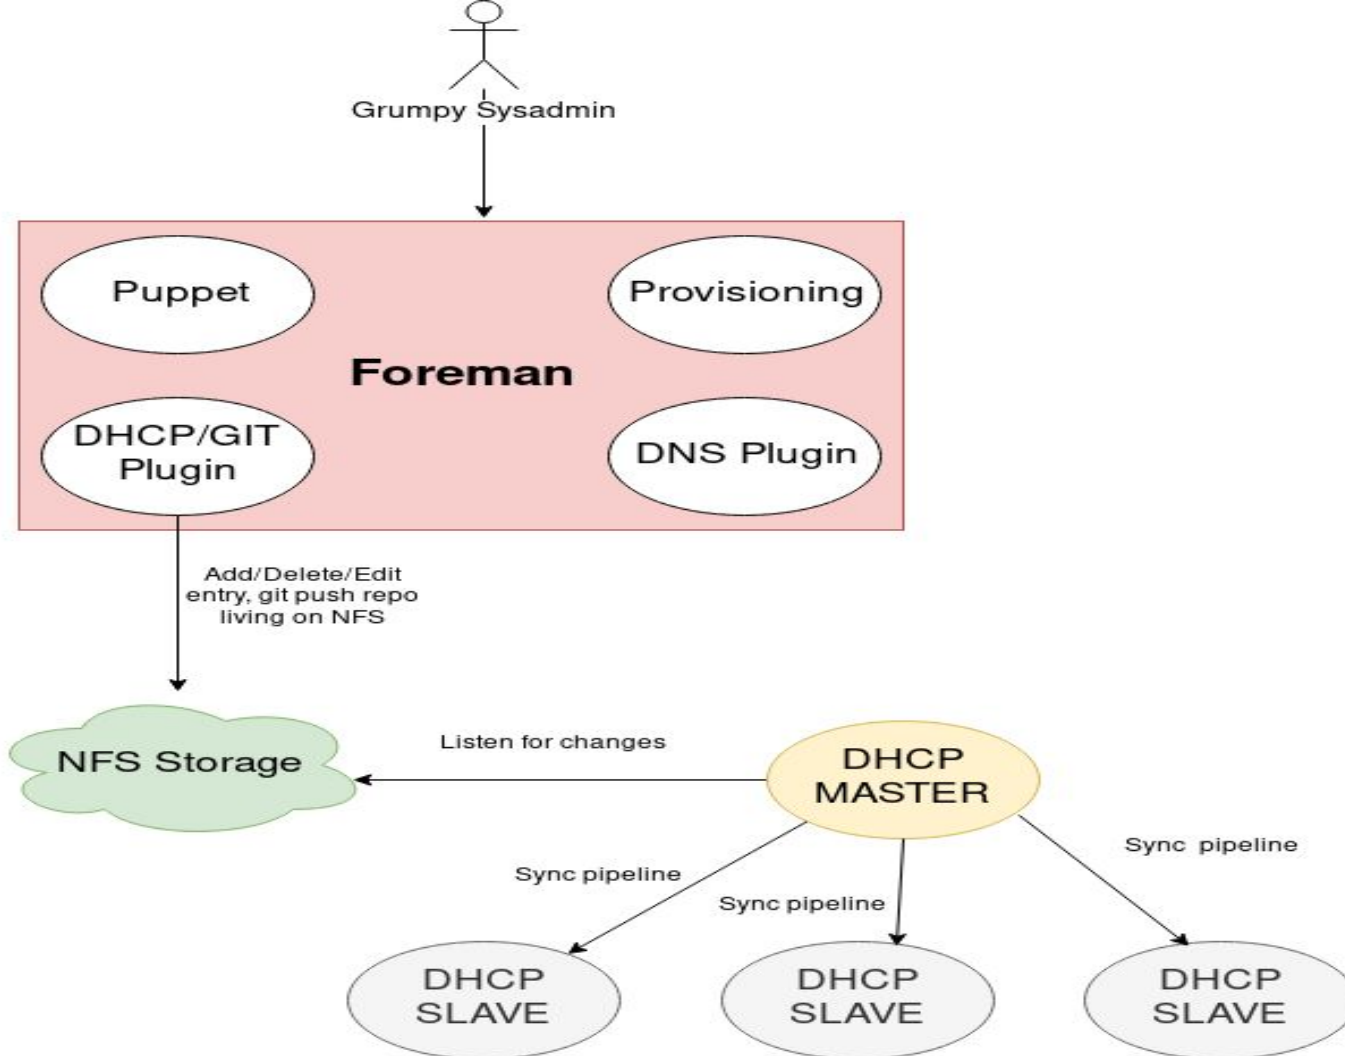 Grumpy Sysadmin
Puppet
Provisioning
Foreman
DHCP/GIT
Plugin
DNS Plugin
Add/Delete/Edit
entry, git push repo
living on NFS
NFS Storage
Listen for changes
DHCP
MASTER
Sync pipeline
Sync pipeline
Sync pipeline
DHCP
SLAVE
DHCP
SLAVE
DHCP
SLAVE